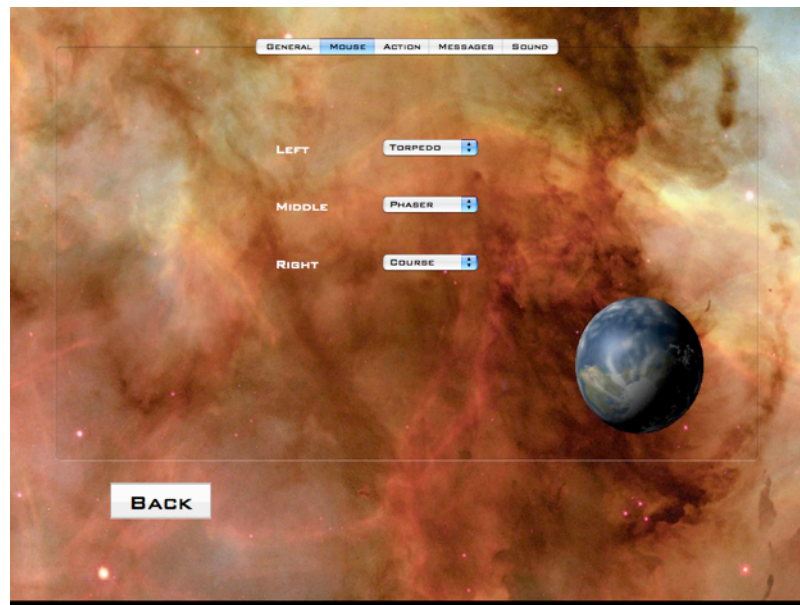 General Mouse Action Messages Sound
Left Torpedo
Middle Phaser
Right Course
Back